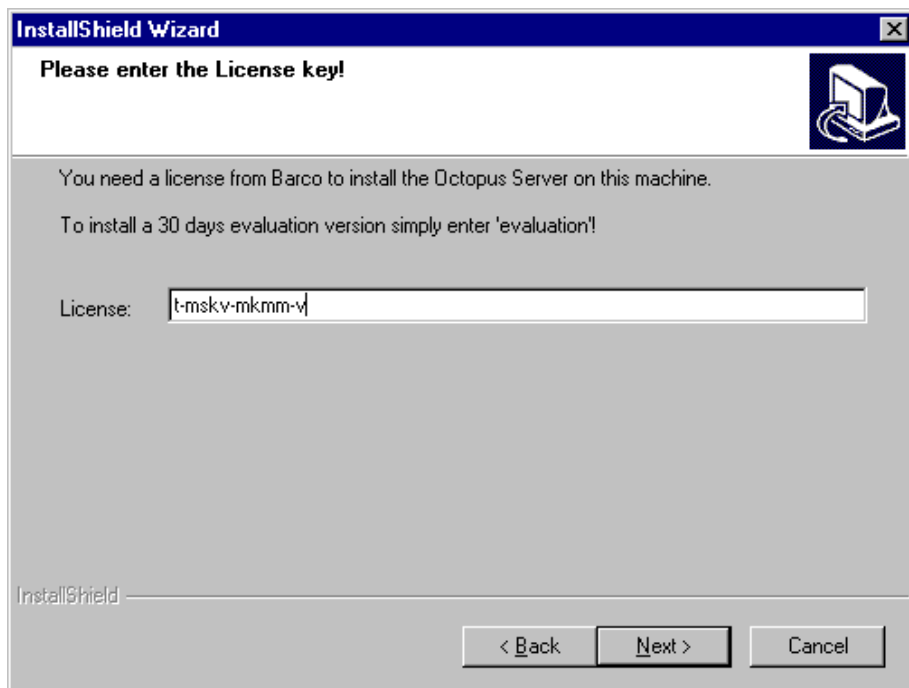 InstallShield Wizard
Please enter the License key!
You need a license from Barco to install the Octopus Server on this machine.
To install a 30 days evaluation version simply enter 'evaluation'!
License: t-mskv-mkmm-v
InstallShield
< Back Next > Cancel